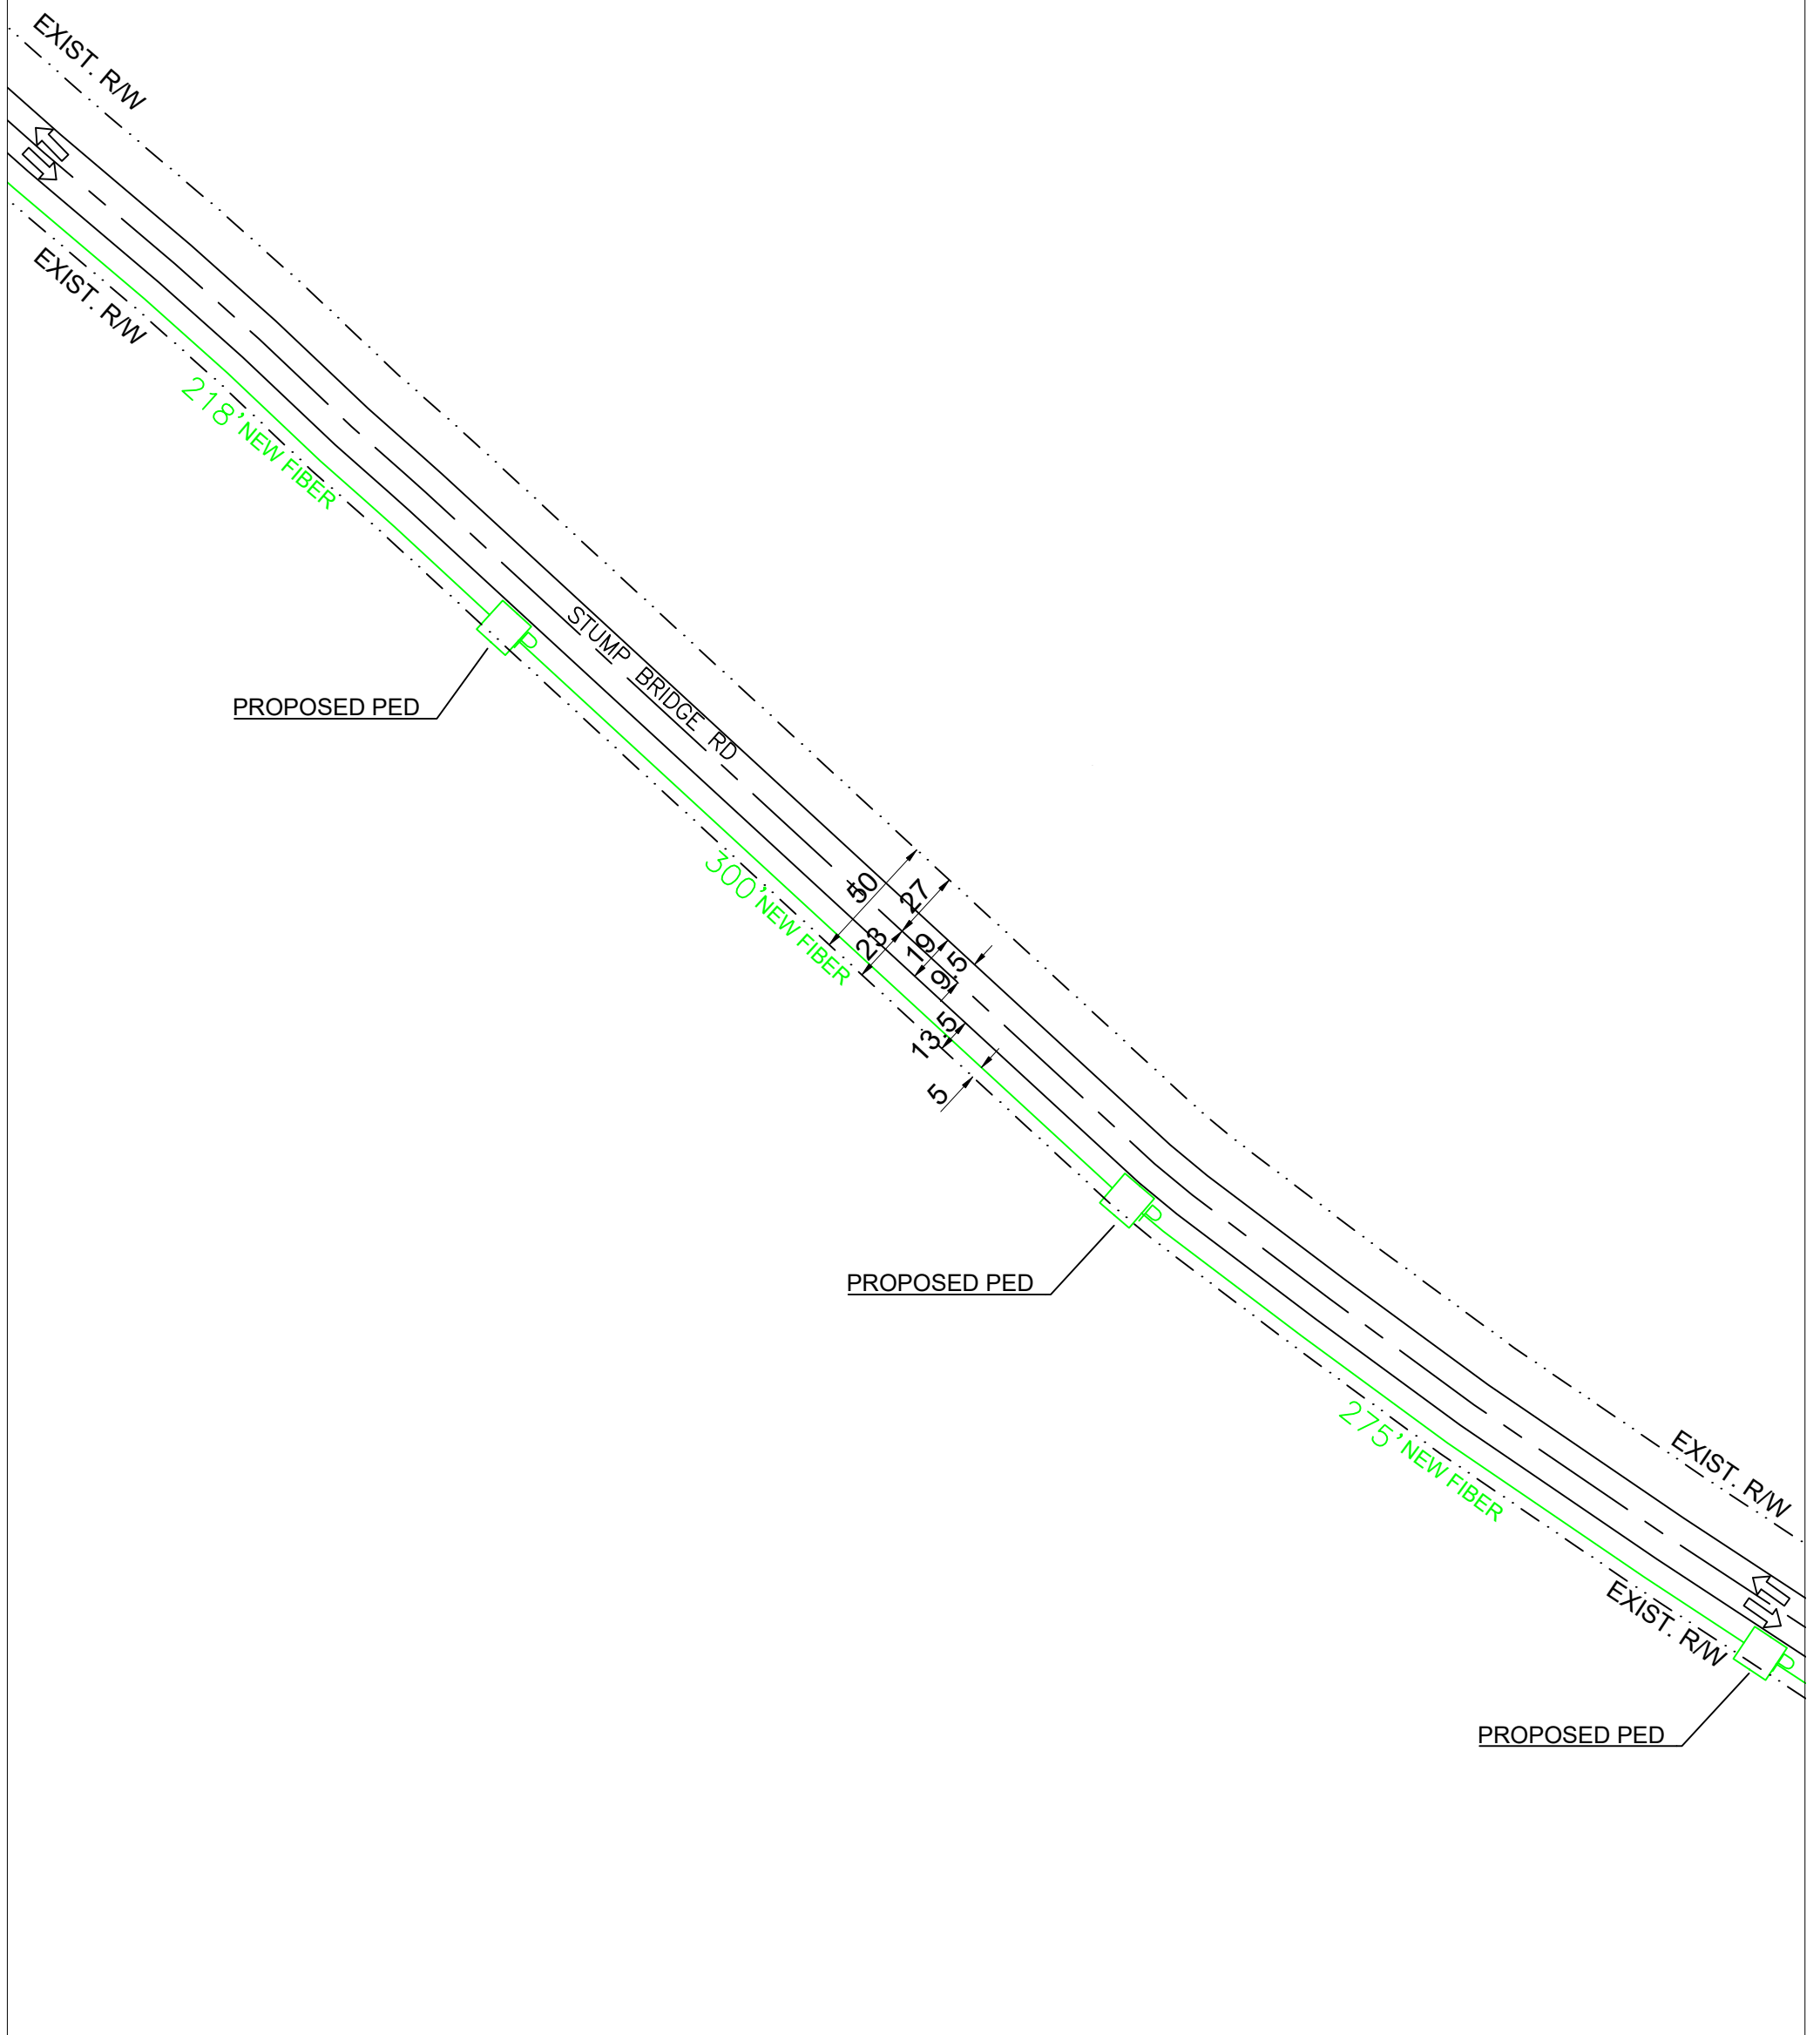 EXIST. R/W
EXIST. R/W
218' NEW FIBER
STUMP BRIDGE RD
PROPOSED PED
P
50
27
300' NEW FIBER
23
19
9.5
13.5
5
P
PROPOSED PED
275' NEW FIBER
EXIST. R/W
EXIST. R/W
P
PROPOSED PED